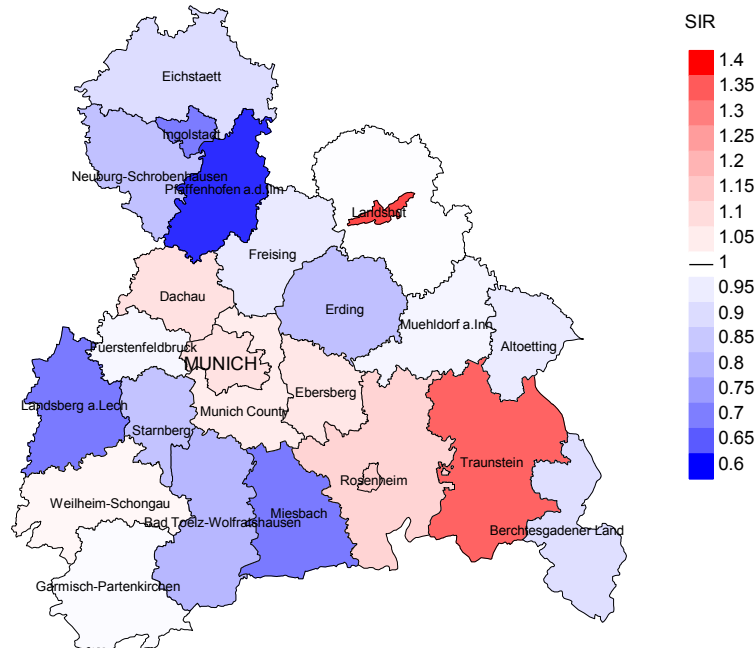 SIR
1.4
1.35
1.3
1.25
1.2
1.15
1.1
1.05
1
0.95
0.9
0.85
0.8
0.75
0.7
0.65
0.6
Eichstaett
Ingolstadt
Neuburg-Schrobenhausen
Pfaffenhofen a.d.Ilm
Landshut
Freising
Dachau
Erding
Muehldorf a.Inn
Altoetting
Fuerstenfeldbruck
MUNICH
Ebersberg
Landsberg a.Lech
Munich County
Starnberg
Traunstein
Rosenheim
Weilheim-Schongau
Miesbach
Bad Toelz-Wolfratshausen
Berchtesgadener Land
Garmisch-Partenkirchen